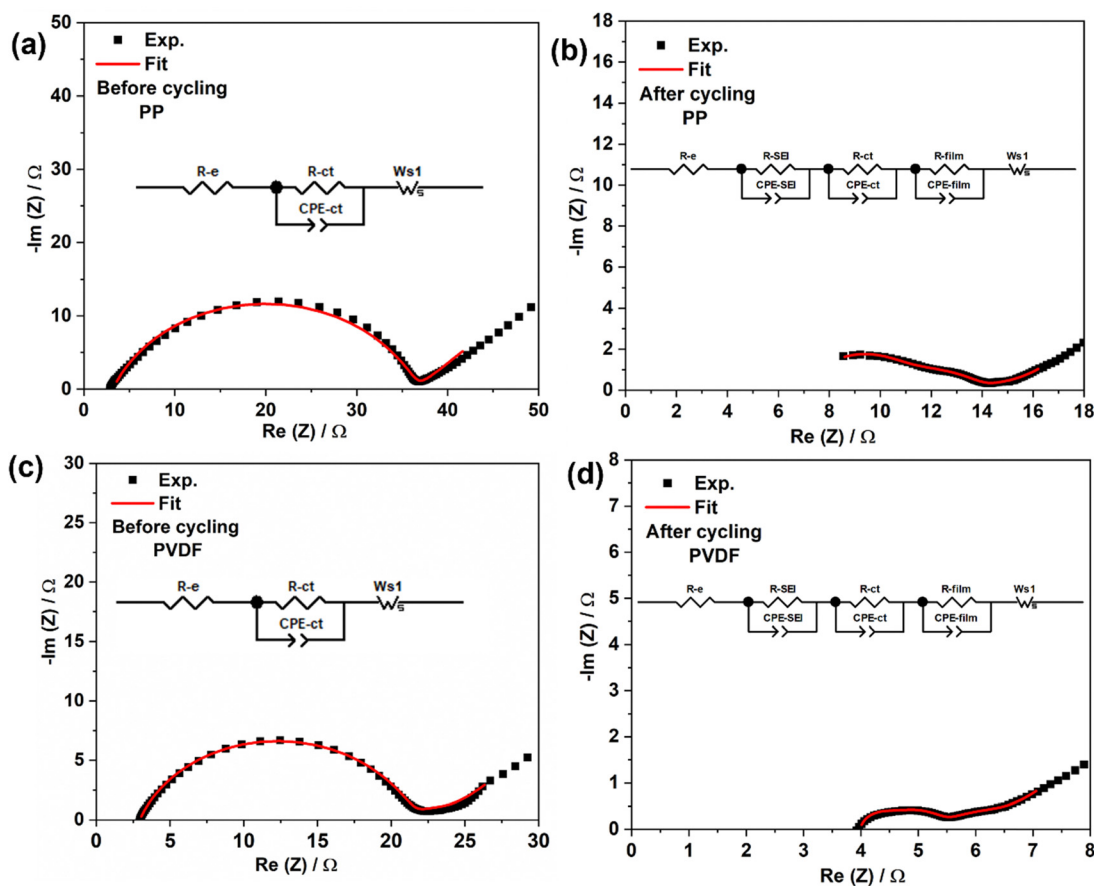 (a)
50
40
30
20
10
0
-Im (Z) / Ω
Exp.
Fit
Before cycling
PP
R-e
R-ct
Ws1
CPE-ct
s
0
10
20
30
40
50
Re (Z) / Ω
(b)
18
16
14
12
10
8
6
4
2
0
-Im (Z) / Ω
Exp.
Fit
After cycling
PP
R-e
R-SEI
R-ct
R-film
Ws1
CPE-SEI
CPE-ct
CPE-film
s
0
2
4
6
8
10
12
14
16
18
Re (Z) / Ω
(c)
30
25
20
15
10
5
0
-Im (Z) / Ω
Exp.
Fit
Before cycling
PVDF
R-e
R-ct
Ws1
CPE-ct
s
0
5
10
15
20
25
30
Re (Z) / Ω
(d)
8
7
6
5
4
3
2
1
0
-Im (Z) / Ω
Exp.
Fit
After cycling
PVDF
R-e
R-SEI
R-ct
R-film
Ws1
CPE-SEI
CPE-ct
CPE-film
s
0
1
2
3
4
5
6
7
8
Re (Z) / Ω